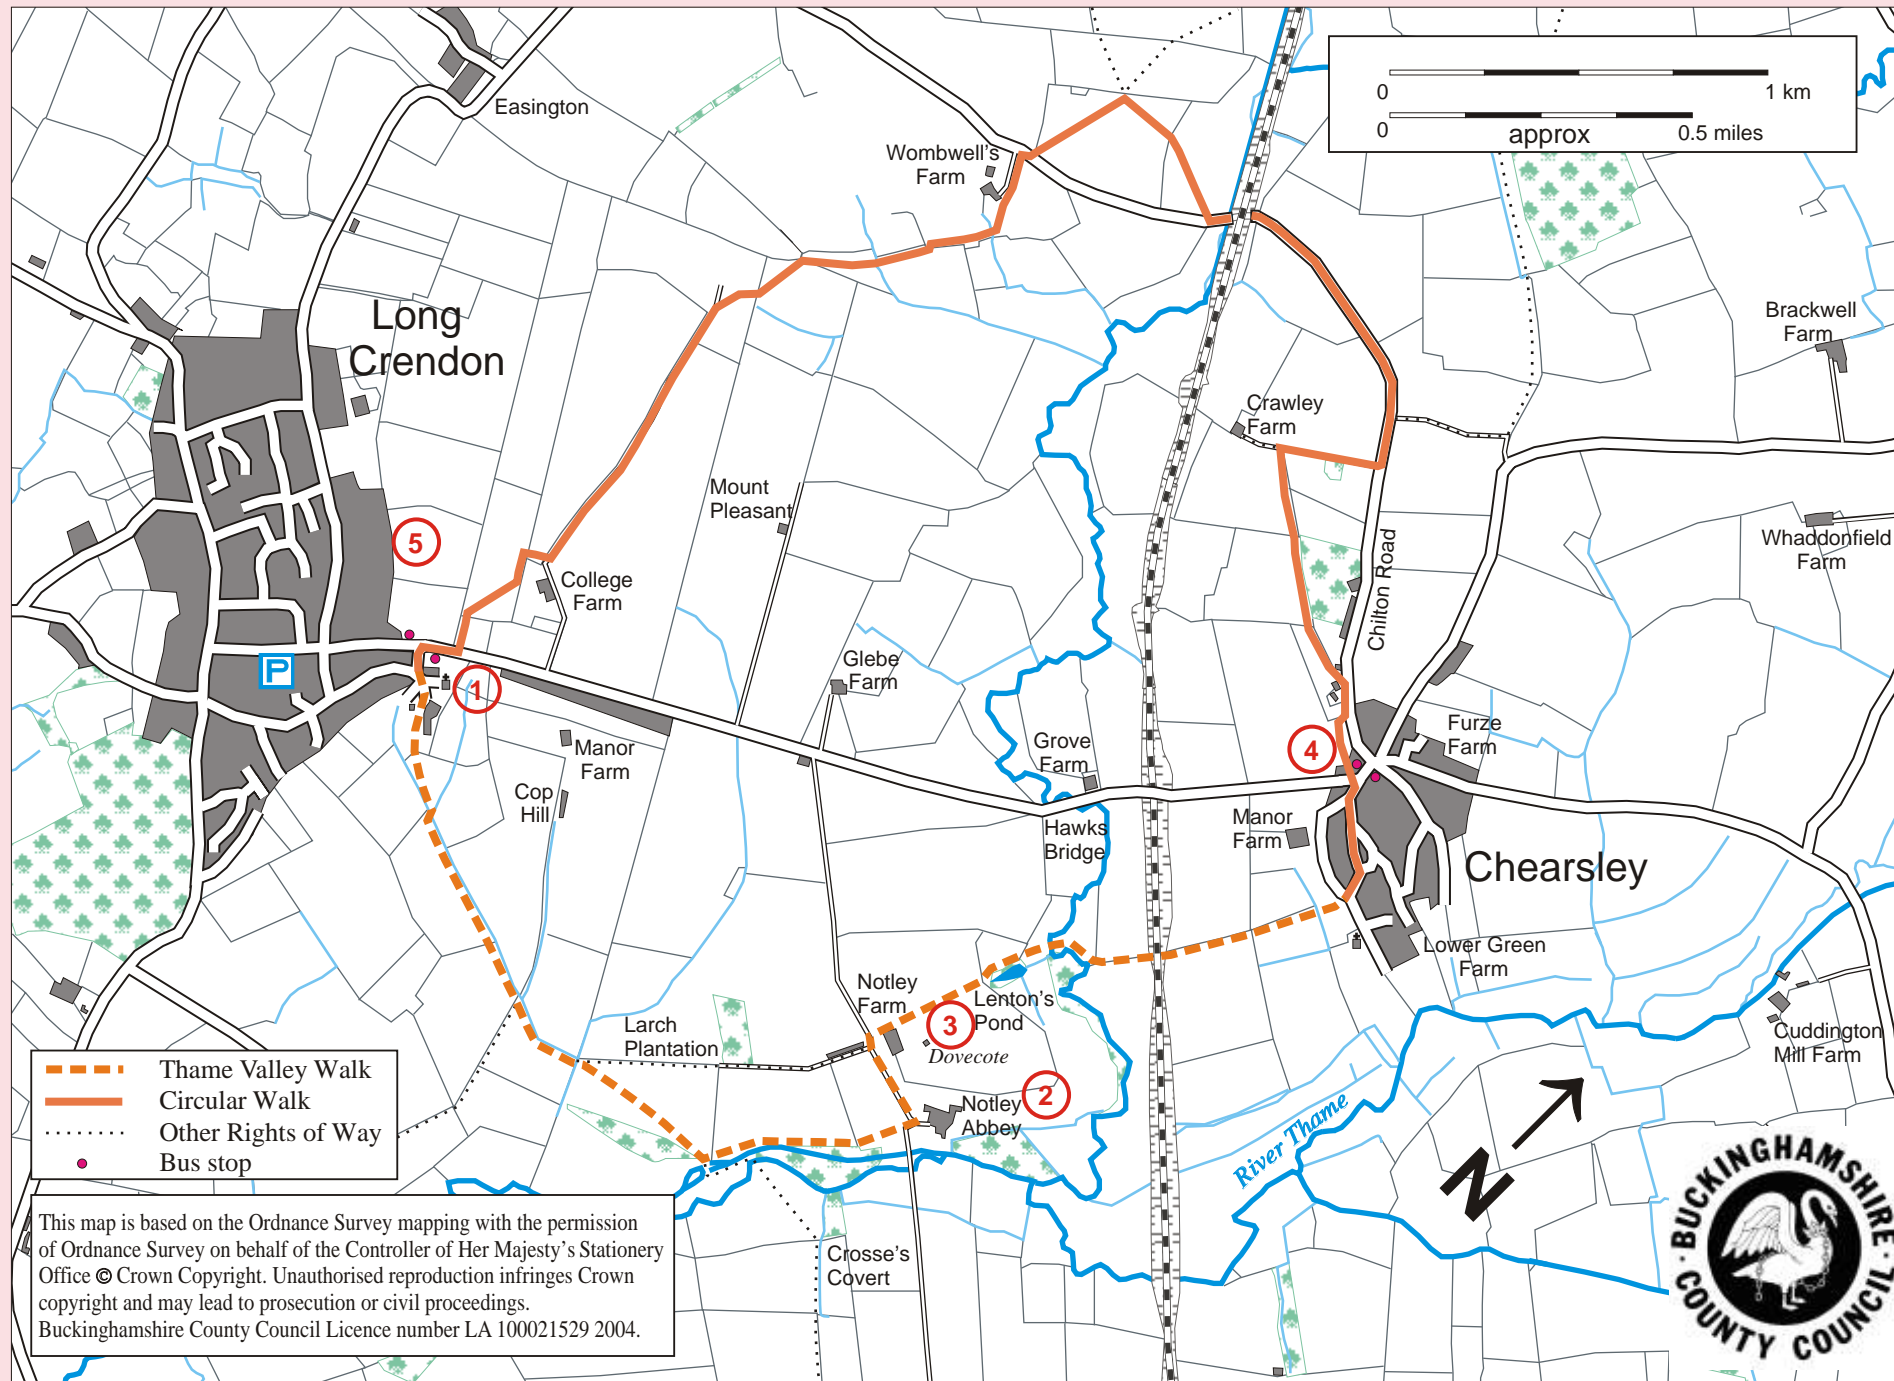 Easington
0
1 km
0
approx
0.5 miles
Wombwell's
Farm
Long
Crendon
Brackwell
Farm
Crawley
Farm
Mount
Pleasant
Whaddonfield
Farm
5
College
Farm
Chilton Road
P
1
Glebe
Farm
Manor
Farm
Grove
Farm
4
Furze
Farm
Cop
Hill
Hawks
Bridge
Manor
Farm
Chearsley
Lower Green
Farm
Notley
Farm
Lenton's
Pond
3
Dovecote
Larch
Plantation
Cuddington
Mill Farm
2
Notley
Abbey
River Thame
N
Crosse's
Covert
Thame Valley Walk
Circular Walk
Other Rights of Way
Bus stop
This map is based on the Ordnance Survey mapping with the permission
of Ordnance Survey on behalf of the Controller of Her Majesty's Stationery
Office © Crown Copyright. Unauthorised reproduction infringes Crown
copyright and may lead to prosecution or civil proceedings.
Buckinghamshire County Council Licence number LA 100021529 2004.
BUCKINGHAMSHIRE
· COUNTY COUNCIL ·